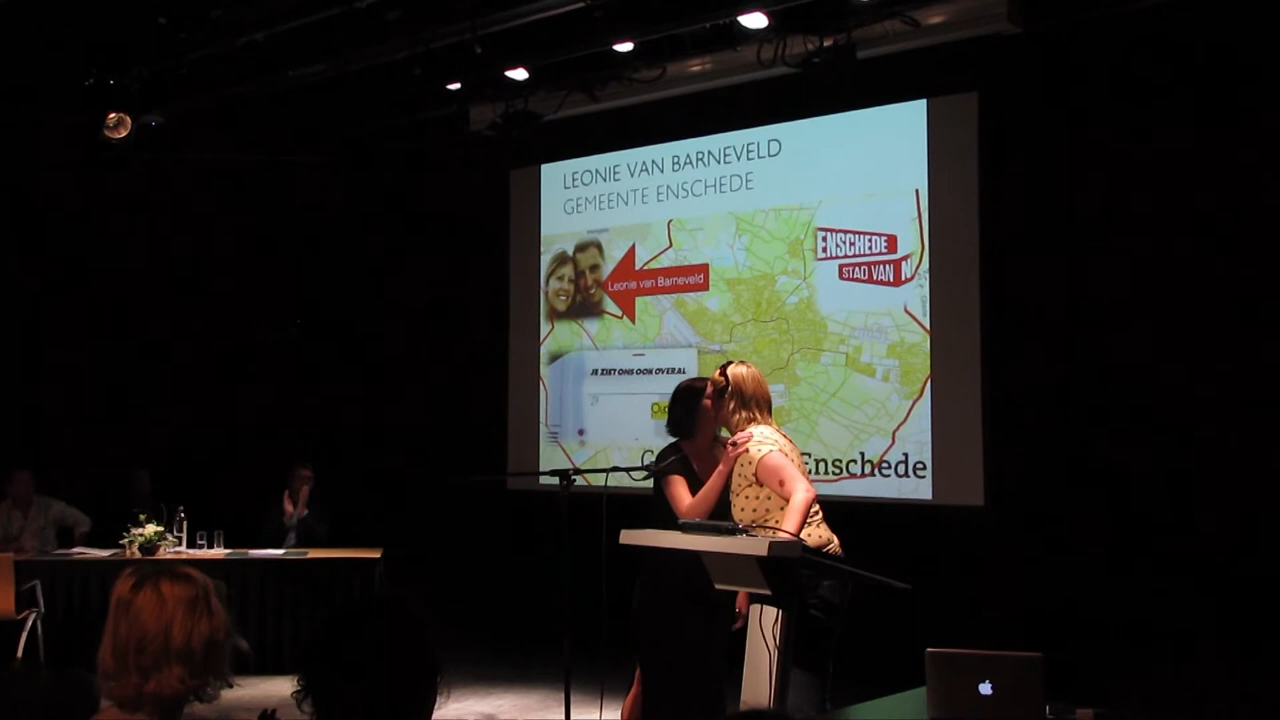 LEONIE VAN BARNEVELD
GEMEENTE ENSCHEDE
ENSCHEDE
STAD VAN N
Leonie van Barneveld
JE ZIET ONS OOK OVERAL
Enschede